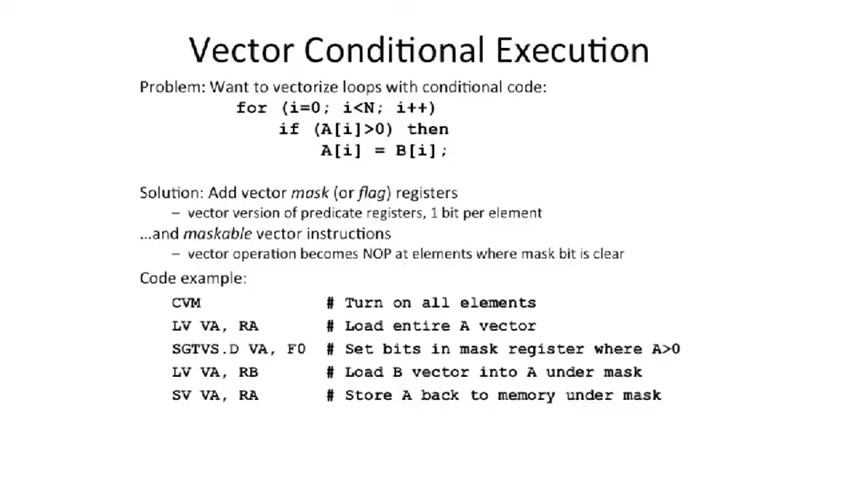 Vector Conditional Execution
Problem: Want to vectorize loops with conditional code:
for (i=0; i<N; i++)
if (A[i]>0) then
A[i] = B[i];
Solution: Add vector mask (or flag) registers
– vector version of predicate registers, 1 bit per element
…and maskable vector instructions
– vector operation becomes NOP at elements where mask bit is clear
Code example:
CVM # Turn on all elements
LV VA, RA # Load entire A vector
SGTVS.D VA, F0 # Set bits in mask register where A>0
LV VA, RB # Load B vector into A under mask
SV VA, RA # Store A back to memory under mask